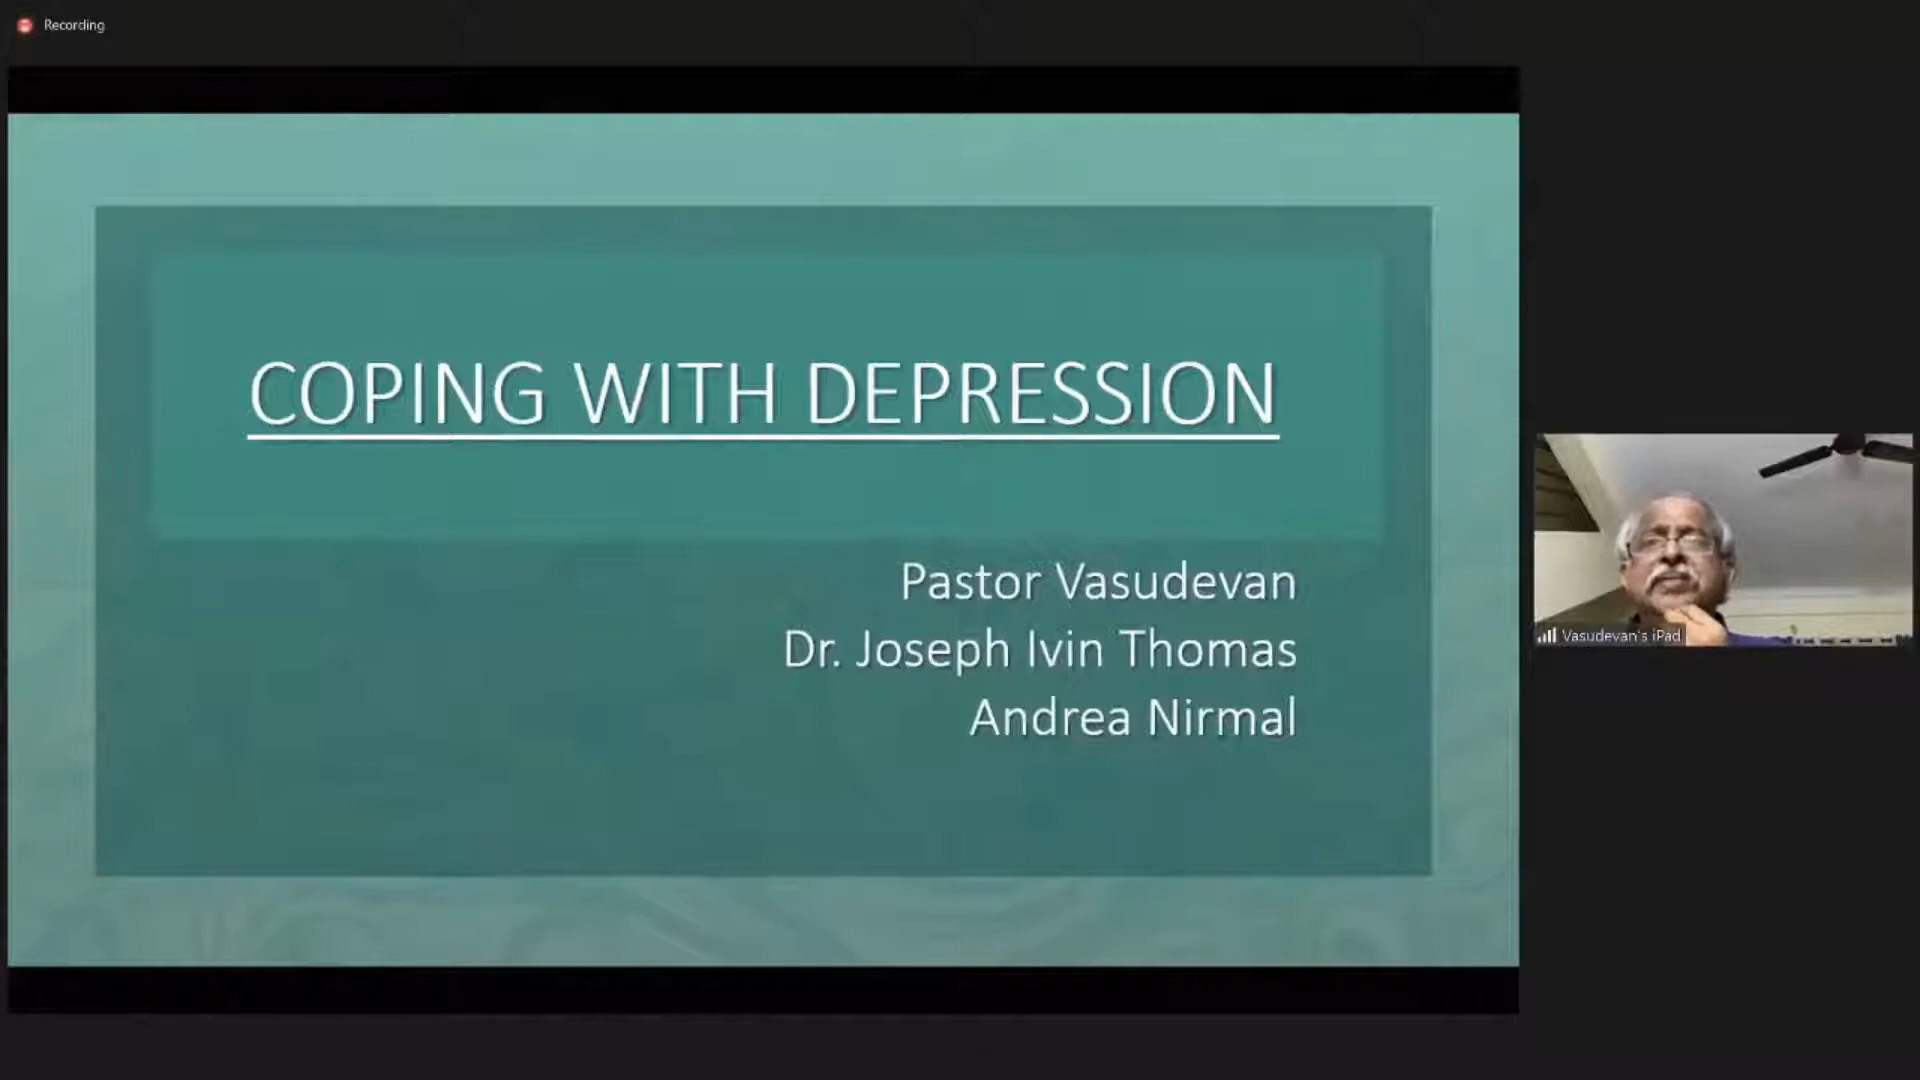 Recording
COPING WITH DEPRESSION
Pastor Vasudevan
Dr. Joseph Ivin Thomas
Andrea Nirmal
Vasudevan's iPad